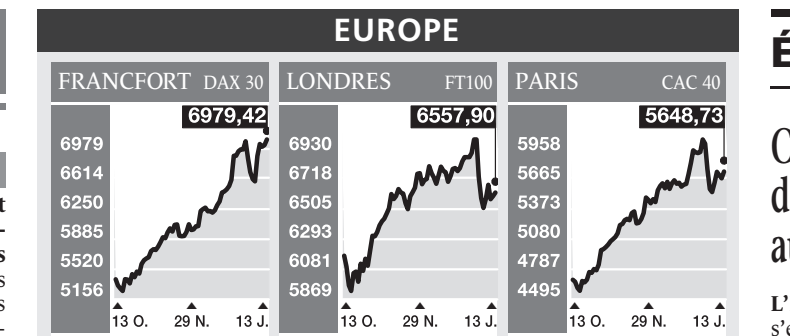 EUROPE
FRANCFORT DAX 30
6979,42
6979
6614
6250
5885
5520
5156
13 O. 29 N. 13 J.
LONDRES FT100
6557,90
6930
6718
6505
6293
6081
5869
13 O. 29 N. 13 J.
PARIS CAC 40
5648,73
5958
5665
5373
5080
4787
4495
13 O. 29 N. 13 J.
É
O
d
au
L'
s'é
t
-
s
s
s
-